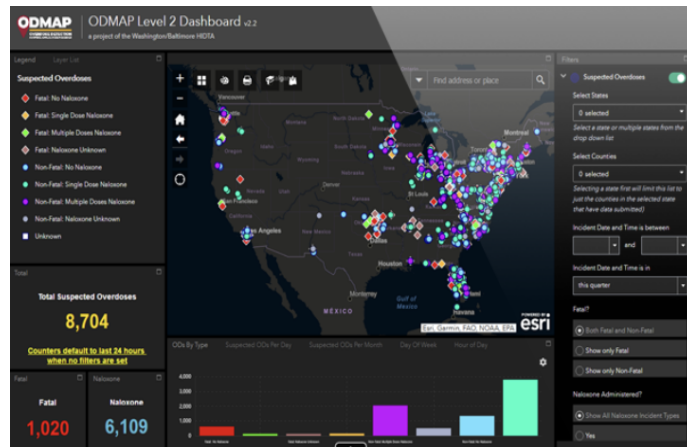 ODMAP
ODMAP Level 2 Dashboard v2.2
a project of the Washington/Baltimore HIDTA
Legend
Layer List
Suspected Overdoses
Fatal: No Naloxone
Fatal: Single Dose Naloxone
Fatal: Multiple Doses Naloxone
Fatal: Naloxone Unknown
Non-Fatal: No Naloxone
Non-Fatal: Single Dose Naloxone
Non-Fatal: Multiple Doses Naloxone
Non-Fatal: Naloxone Unknown
Unknown
Total
Total Suspected Overdoses
8,704
Counters default to last 24 hours
when no filters are set
Fatal
Fatal
1,020
Naloxone
Naloxone
6,109
Find address or place
Vancouver
Montreal
Toronto
Denver
St Louis
San Francisco
Los Angeles
Dallas
Houston
Monterrey
Gulf of
Mexico
MÉXICO
Havana
POWERED BY
esri
Esri, Garmin, FAO, NOAA, EPA
ODs By Type
Suspected ODs Per Day
Suspected ODs Per Month
Day Of Week
Hour of Day
4,000
3,000
2,000
1,000
0
Filters
Suspected Overdoses
Select States
0 selected
Select a state or multiple states from the
drop down list
Select Counties
0 selected
Selecting a state first will limit this list to
just the counties in the selected state
that have data submitted)
Incident Date and Time is between
and
Incident Date and Time is in
this quarter
Fatal?
Both Fatal and Non-Fatal
Show only Fatal
Show only Non-Fatal
Naloxone Administered?
Show All Naloxone Incident Types
Yes